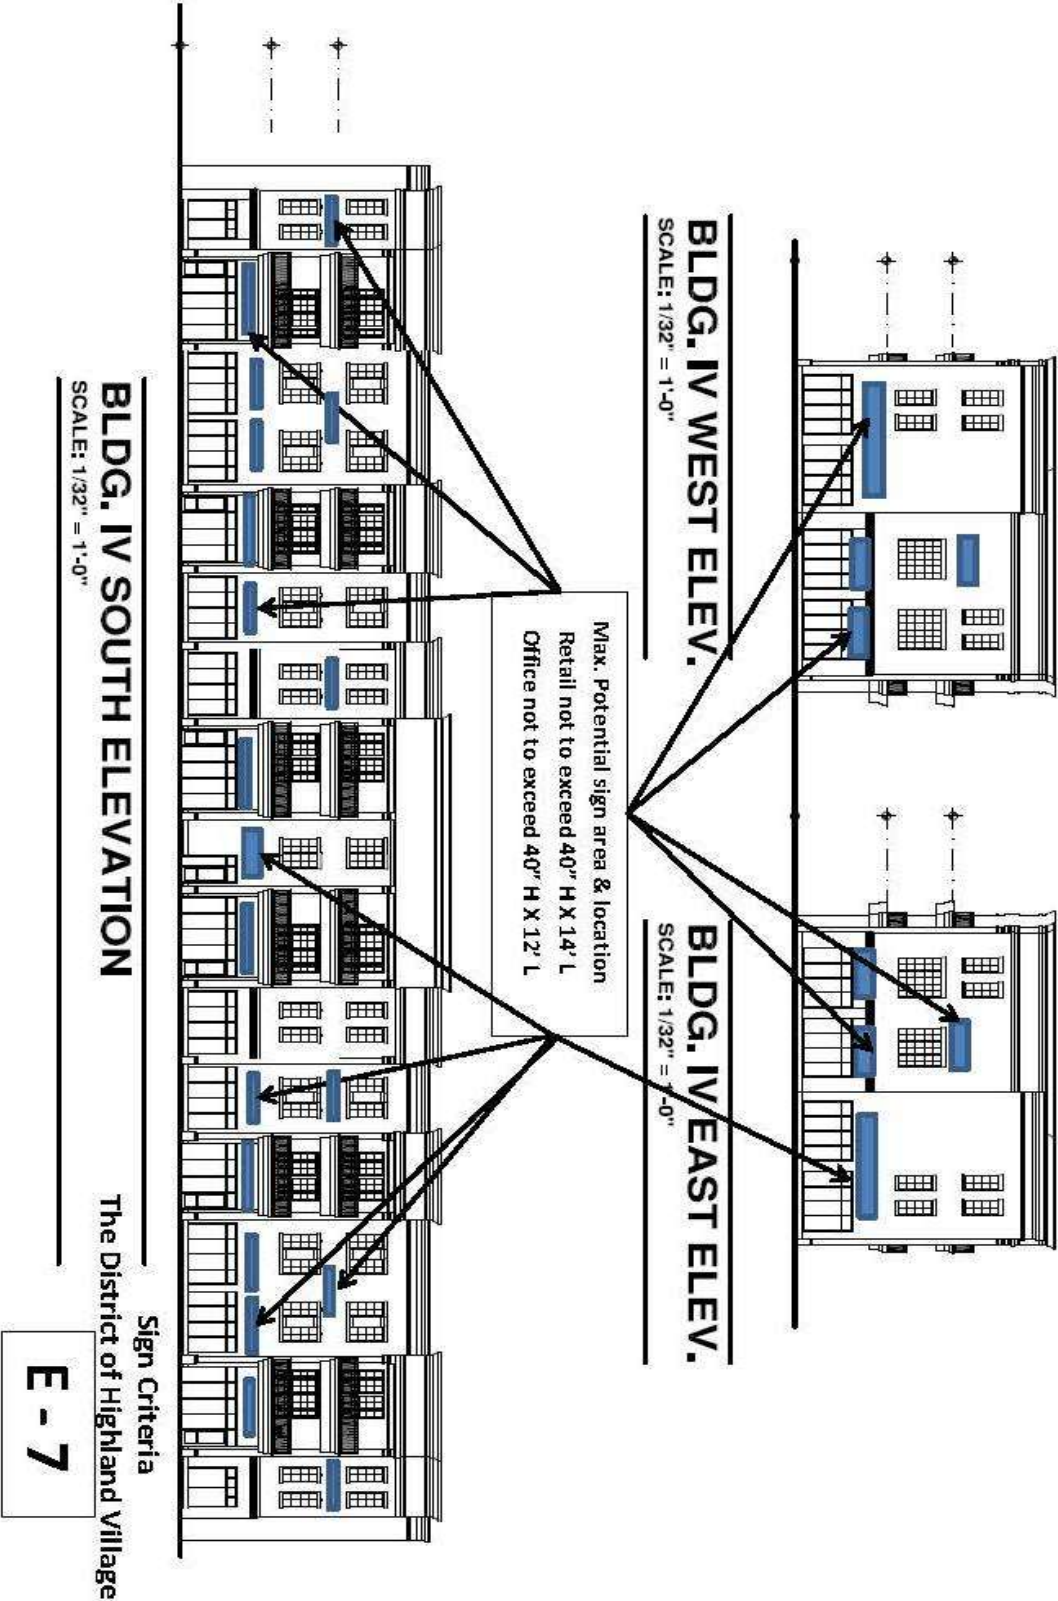 BLDG. IV WEST ELEV.
SCALE: 1/32" = 1'-0"
BLDG. IV EAST ELEV.
SCALE: 1/32" = 1'-0"
Max. Potential sign area & location
Retail not to exceed 40" H X 14' L
Office not to exceed 40" H X 12' L
BLDG. IV SOUTH ELEVATION
SCALE: 1/32" = 1'-0"
Sign Criteria
The District of Highland Village
E - 7